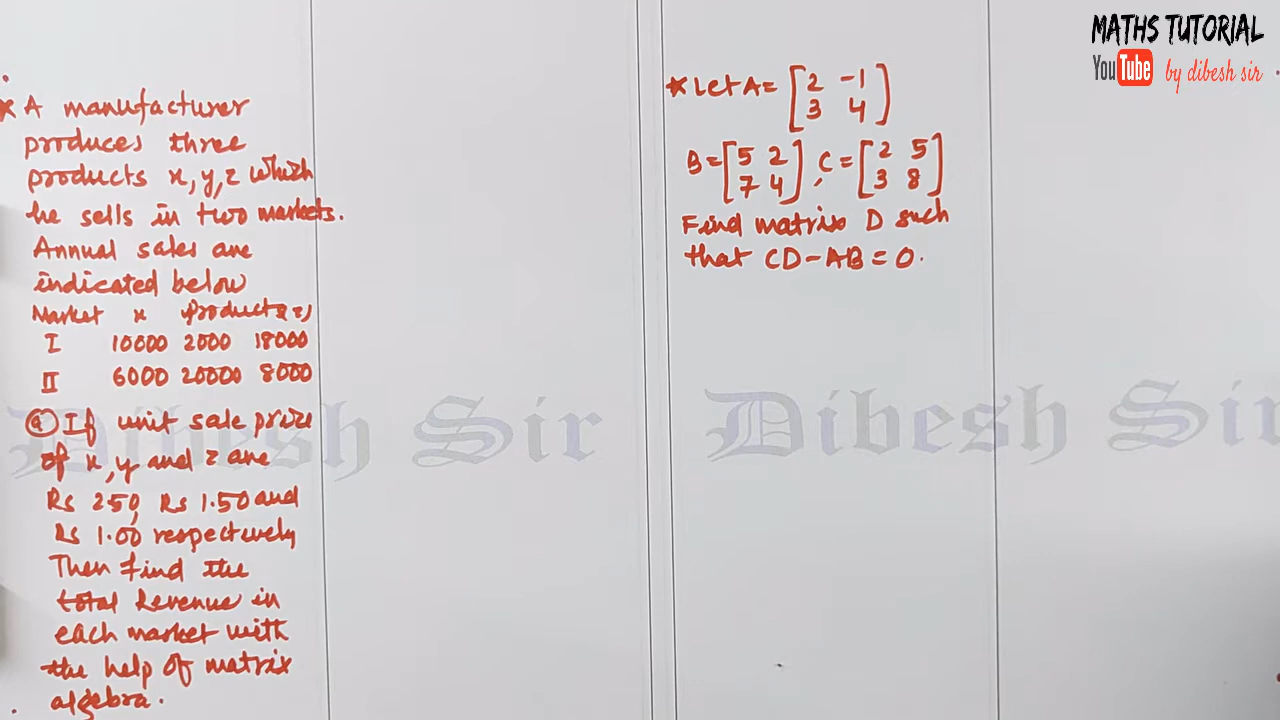 MATHS TUTORIAL
YouTube by dibesh sir
* A manufacturer
produces three
products x, y, z which
he sells in two markets.
Annual sales are
indicated below
Market x products(z)
I 10000 2000 18000
II 6000 20000 8000
(a) If unit sale price
of x, y and z are
Rs 250, Rs 1.50 and
Rs 1.00 respectively
Then find the
total Revenue in
each market with
the help of matrix
algebra.
* Let A = [2 -1
3 4]
B = [5 2
7 4], C = [2 5
3 8]
Find matrix D such
that CD - AB = 0.
Dibesh Sir
Dibesh Sir